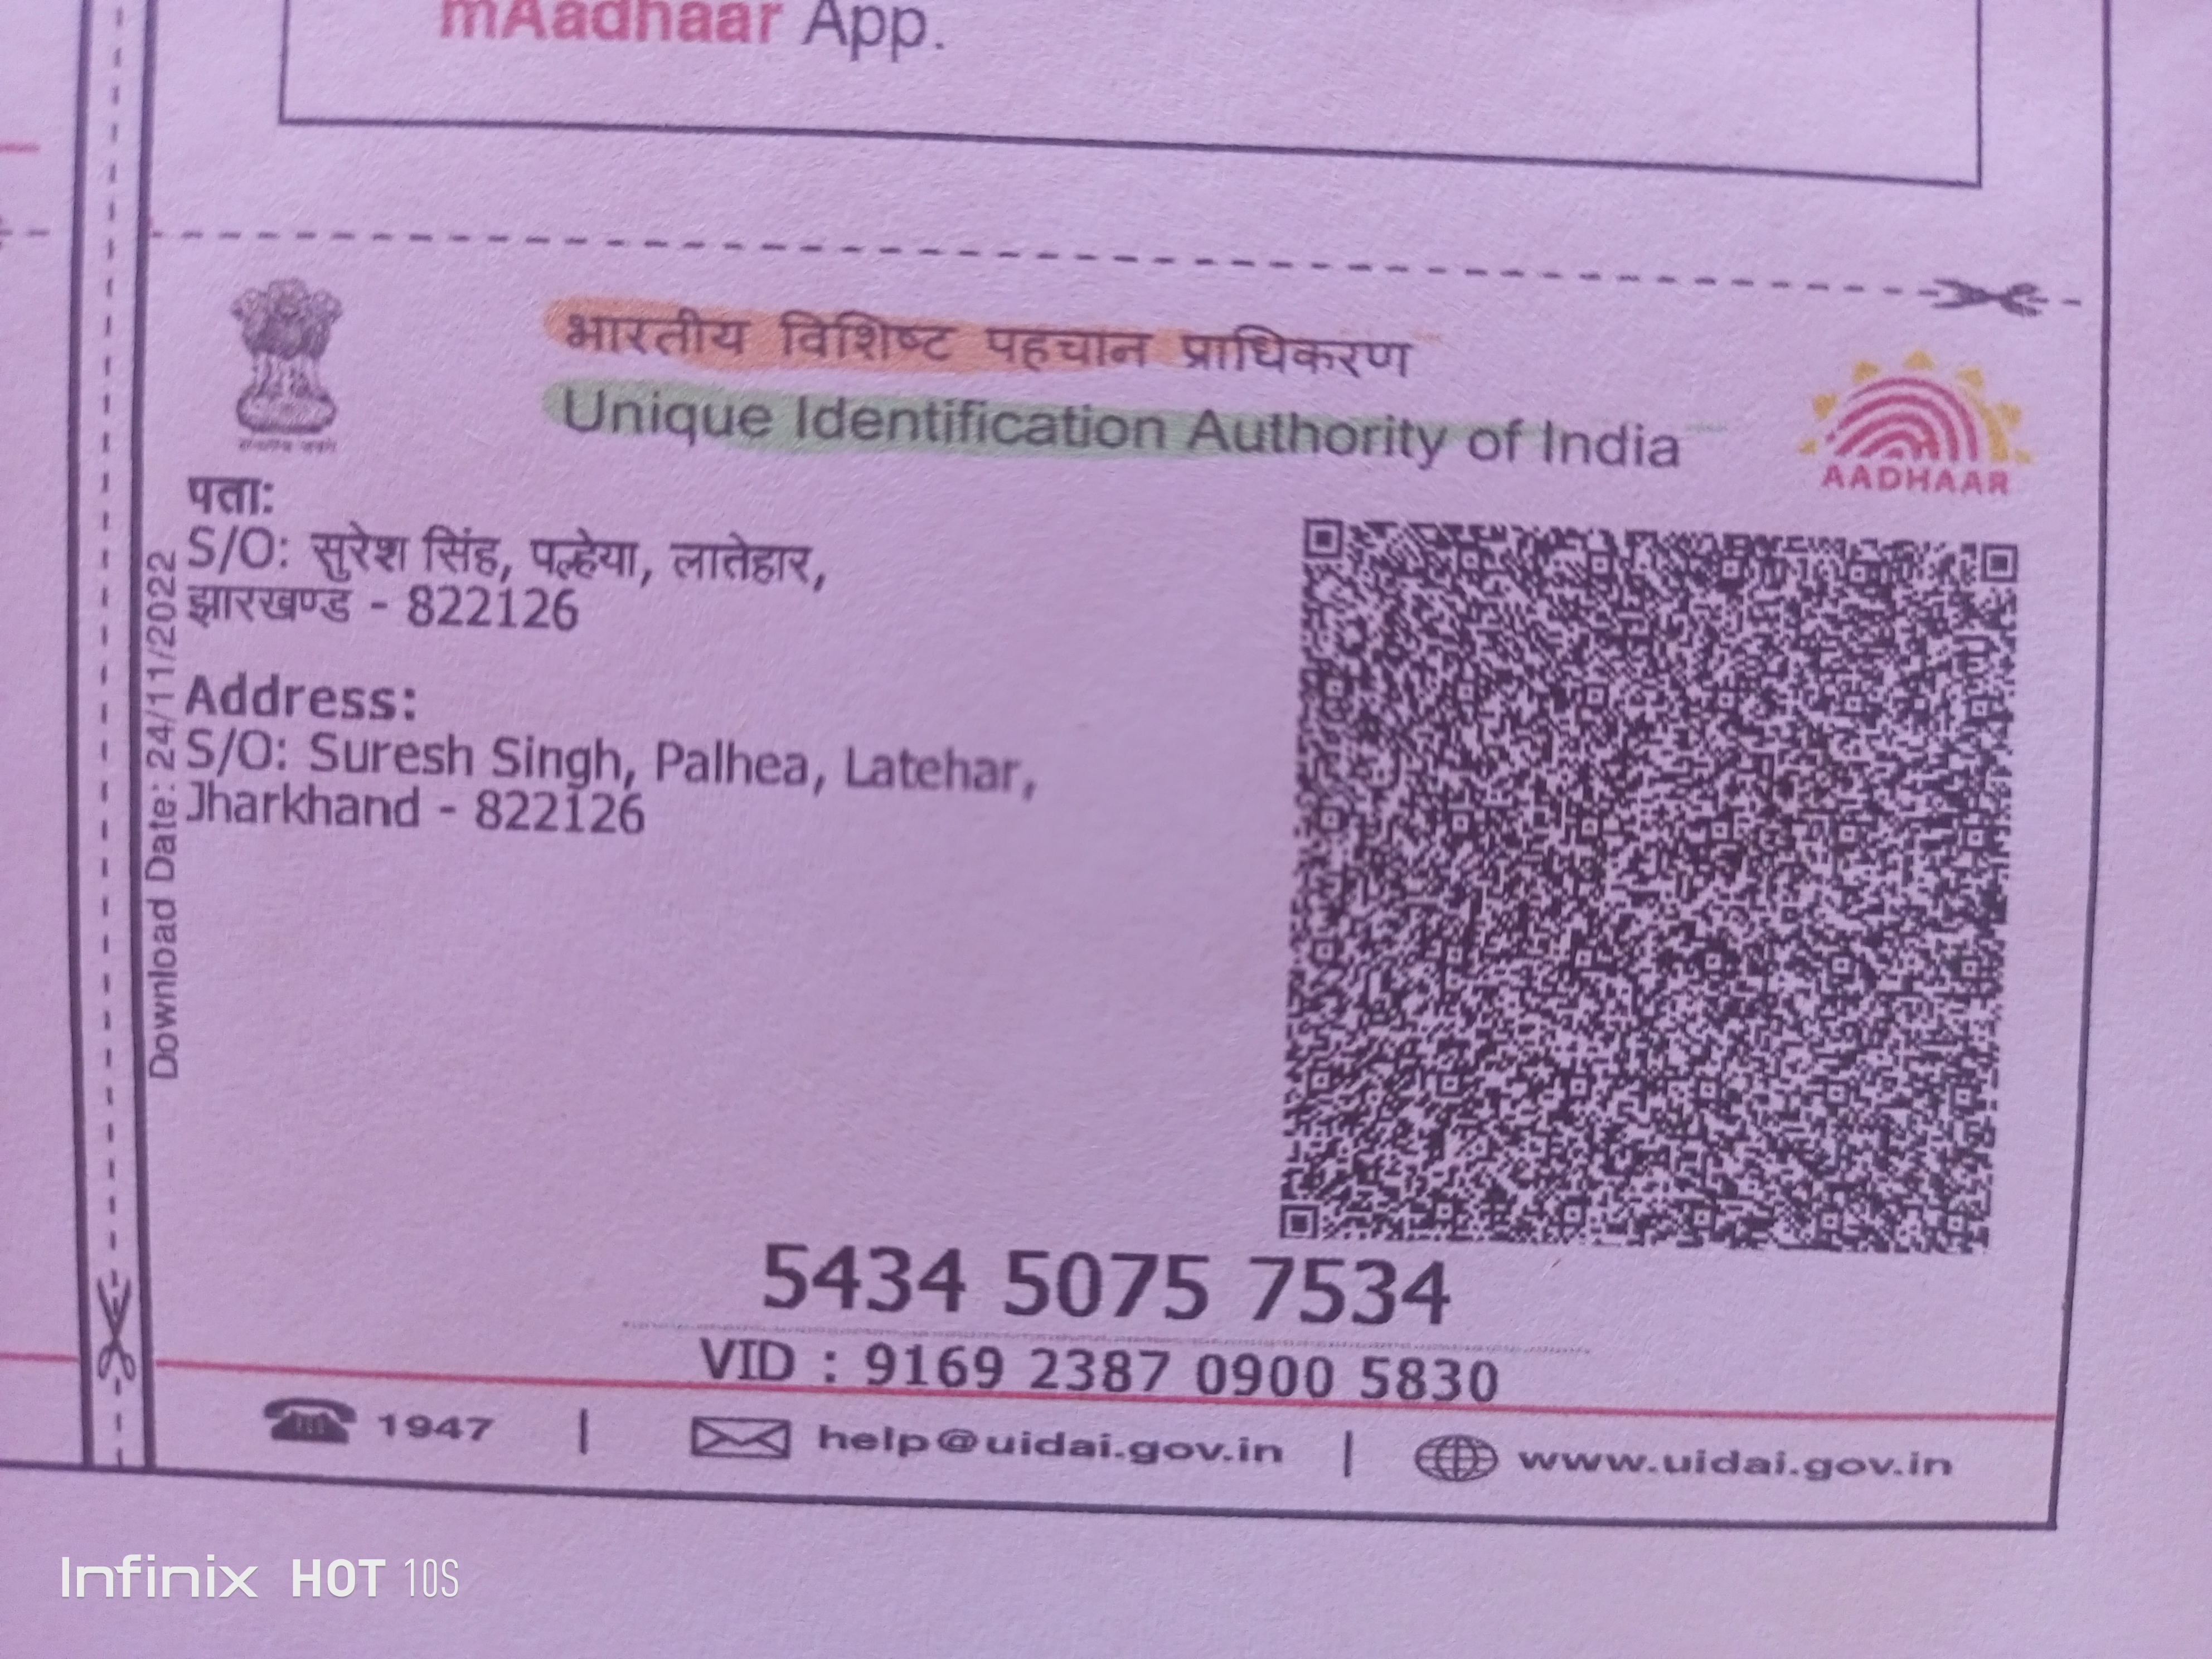 mAadhaar App.
भारतीय विशिष्ट पहचान प्राधिकरण
Unique Identification Authority of India
AADHAAR
पता:
S/O: सुरेश सिंह, पल्हेया, लातेहार,
झारखण्ड - 822126
Address:
S/O: Suresh Singh, Palhea, Latehar,
Jharkhand - 822126
Download Date: 24/11/2022
5434 5075 7534
VID : 9169 2387 0900 5830
1947 | help@uidai.gov.in | www.uidai.gov.in
Infinix HOT 10S